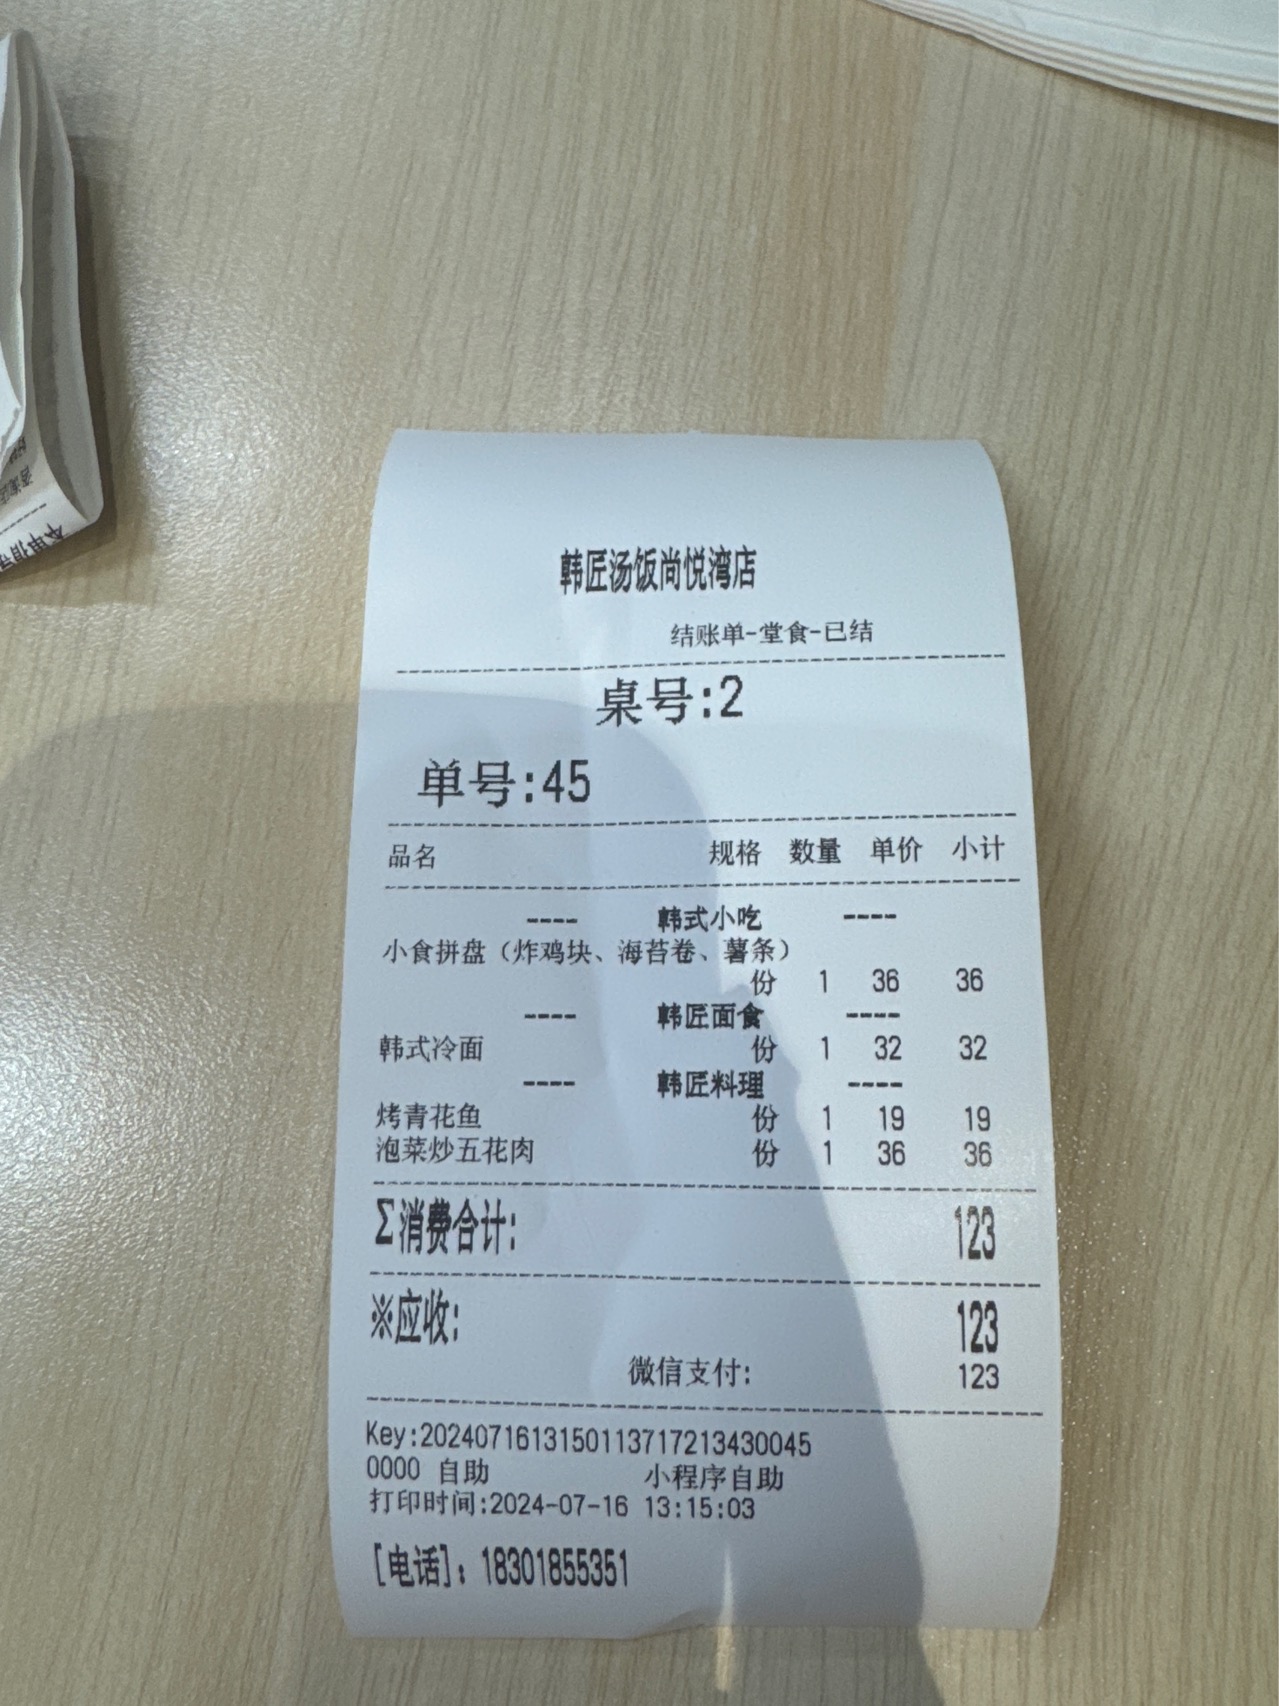 韩匠汤饭尚悦湾店
结账单-堂食-已结
桌号:2
单号:45
品名 规格 数量 单价 小计
---- 韩式小吃 ----
小食拼盘（炸鸡块、海苔卷、薯条）
份 1 36 36
---- 韩匠面食 ----
韩式冷面 份 1 32 32
---- 韩匠料理 ----
烤青花鱼 份 1 19 19
泡菜炒五花肉 份 1 36 36
Σ消费合计: 123
※应收: 123
微信支付: 123
Key:2024071613150113717213430045
0000 自助 小程序自助
打印时间:2024-07-16 13:15:03
[电话]: 18301855351